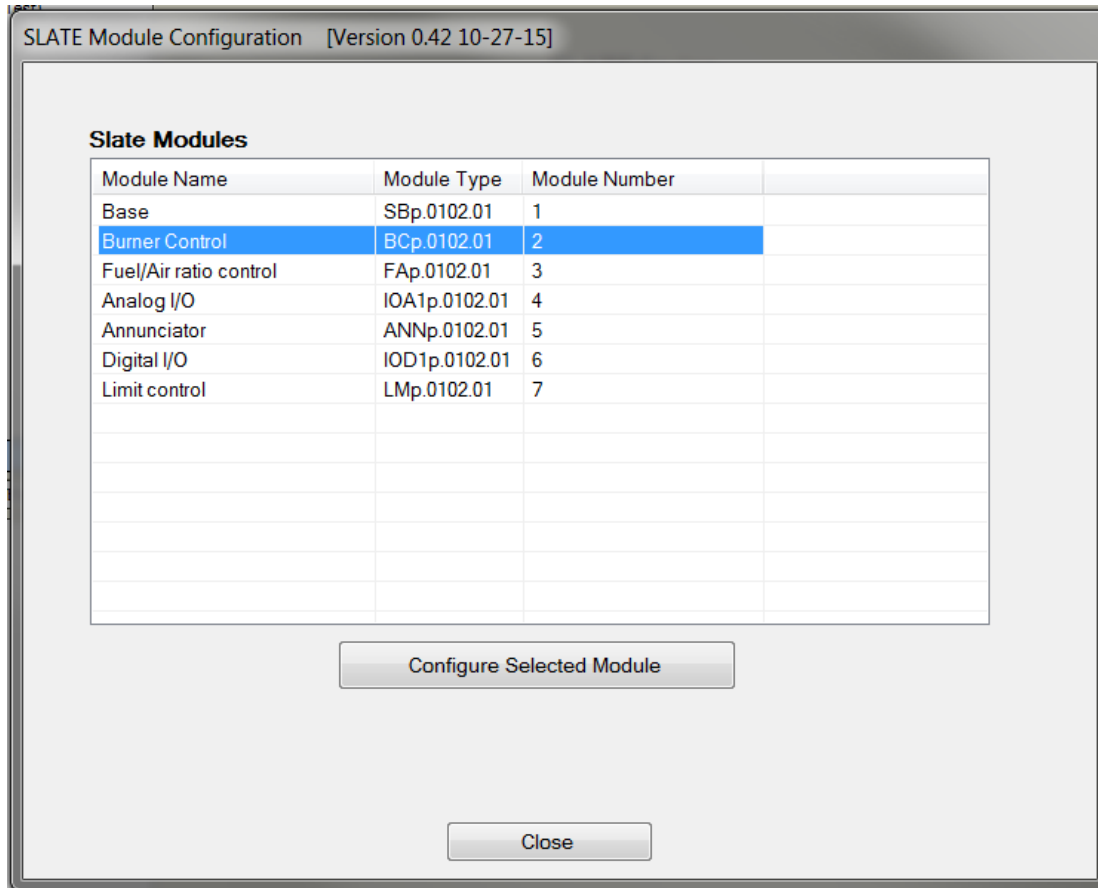 SLATE Module Configuration [Version 0.42 10-27-15]
Slate Modules
Module Name Module Type Module Number
Base SBp.0102.01 1
Burner Control BCp.0102.01 2
Fuel/Air ratio control FAp.0102.01 3
Analog I/O IOA1p.0102.01 4
Annunciator ANNp.0102.01 5
Digital I/O IOD1p.0102.01 6
Limit control LMp.0102.01 7
Configure Selected Module
Close